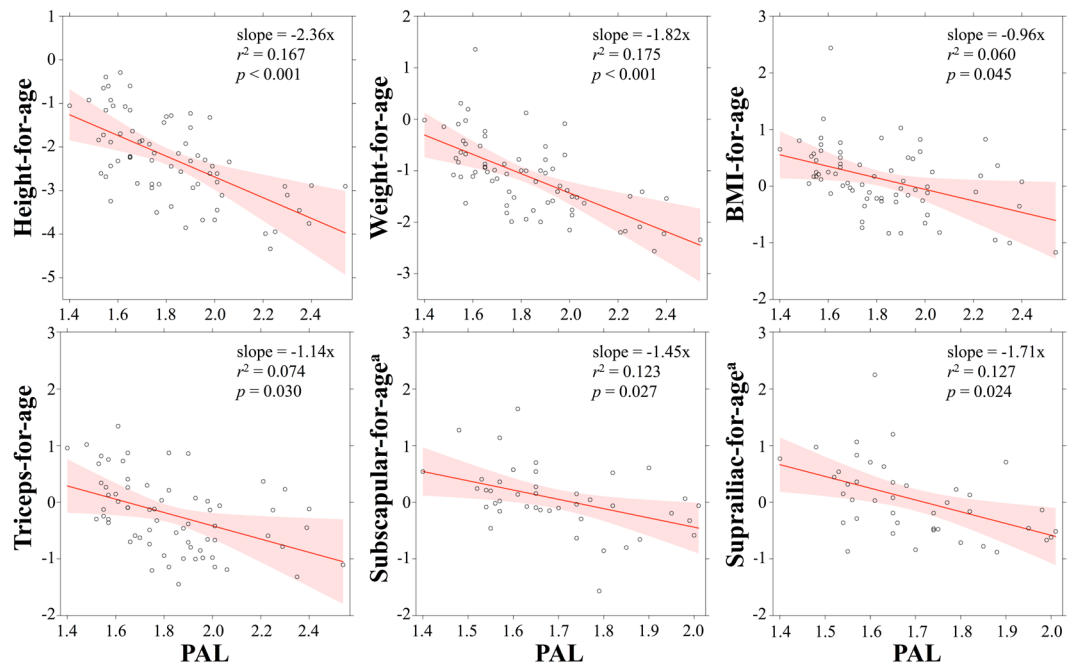 Height-for-age
1
0
-1
-2
-3
-4
-5
1.4 1.6 1.8 2.0 2.2 2.4
slope = -2.36x
r² = 0.167
p < 0.001
Weight-for-age
2
1
0
-1
-2
-3
1.4 1.6 1.8 2.0 2.2 2.4
slope = -1.82x
r² = 0.175
p < 0.001
BMI-for-age
3
2
1
0
-1
-2
1.4 1.6 1.8 2.0 2.2 2.4
slope = -0.96x
r² = 0.060
p = 0.045
Triceps-for-age
3
2
1
0
-1
-2
1.4 1.6 1.8 2.0 2.2 2.4
PAL
slope = -1.14x
r² = 0.074
p = 0.030
Subscapular-for-ageᵃ
3
2
1
0
-1
-2
1.4 1.5 1.6 1.7 1.8 1.9 2.0
PAL
slope = -1.45x
r² = 0.123
p = 0.027
Suprailiac-for-ageᵃ
3
2
1
0
-1
-2
1.4 1.5 1.6 1.7 1.8 1.9 2.0
PAL
slope = -1.71x
r² = 0.127
p = 0.024